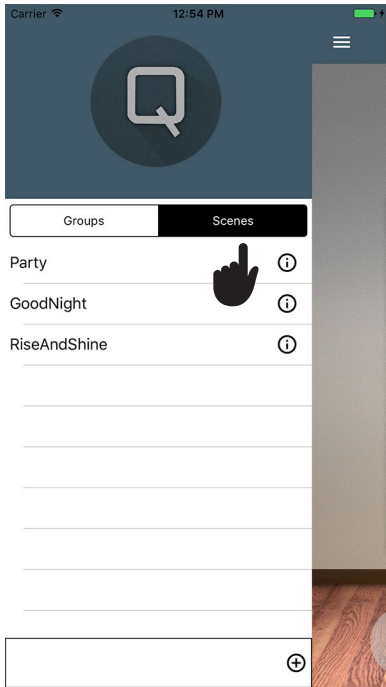 Carrier 12:54 PM
Q
Groups Scenes
Party
GoodNight
RiseAndShine